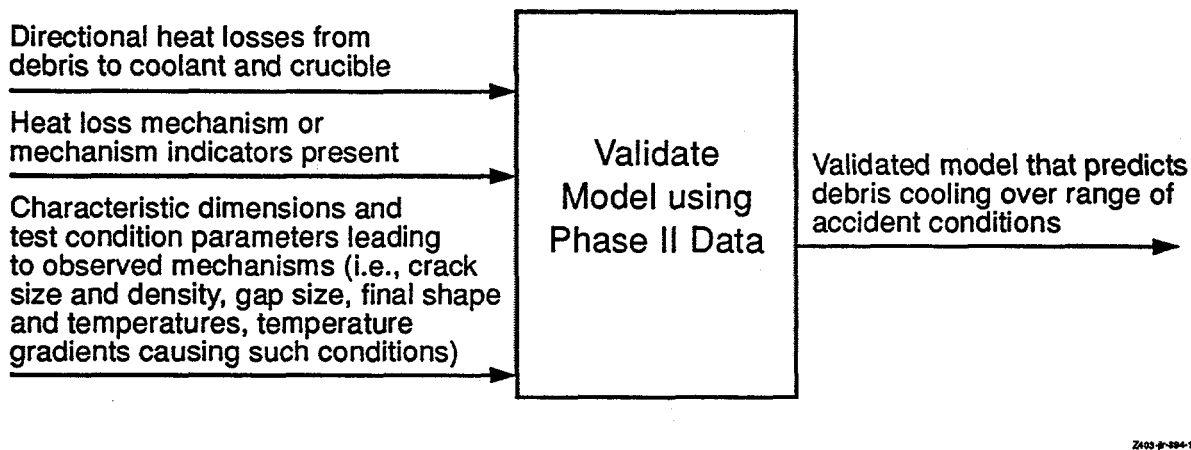 Directional heat losses from
debris to coolant and crucible
Heat loss mechanism or
mechanism indicators present
Characteristic dimensions and
test condition parameters leading
to observed mechanisms (i.e., crack
size and density, gap size, final shape
and temperatures, temperature
gradients causing such conditions)
Validate
Model using
Phase II Data
Validated model that predicts
debris cooling over range of
accident conditions